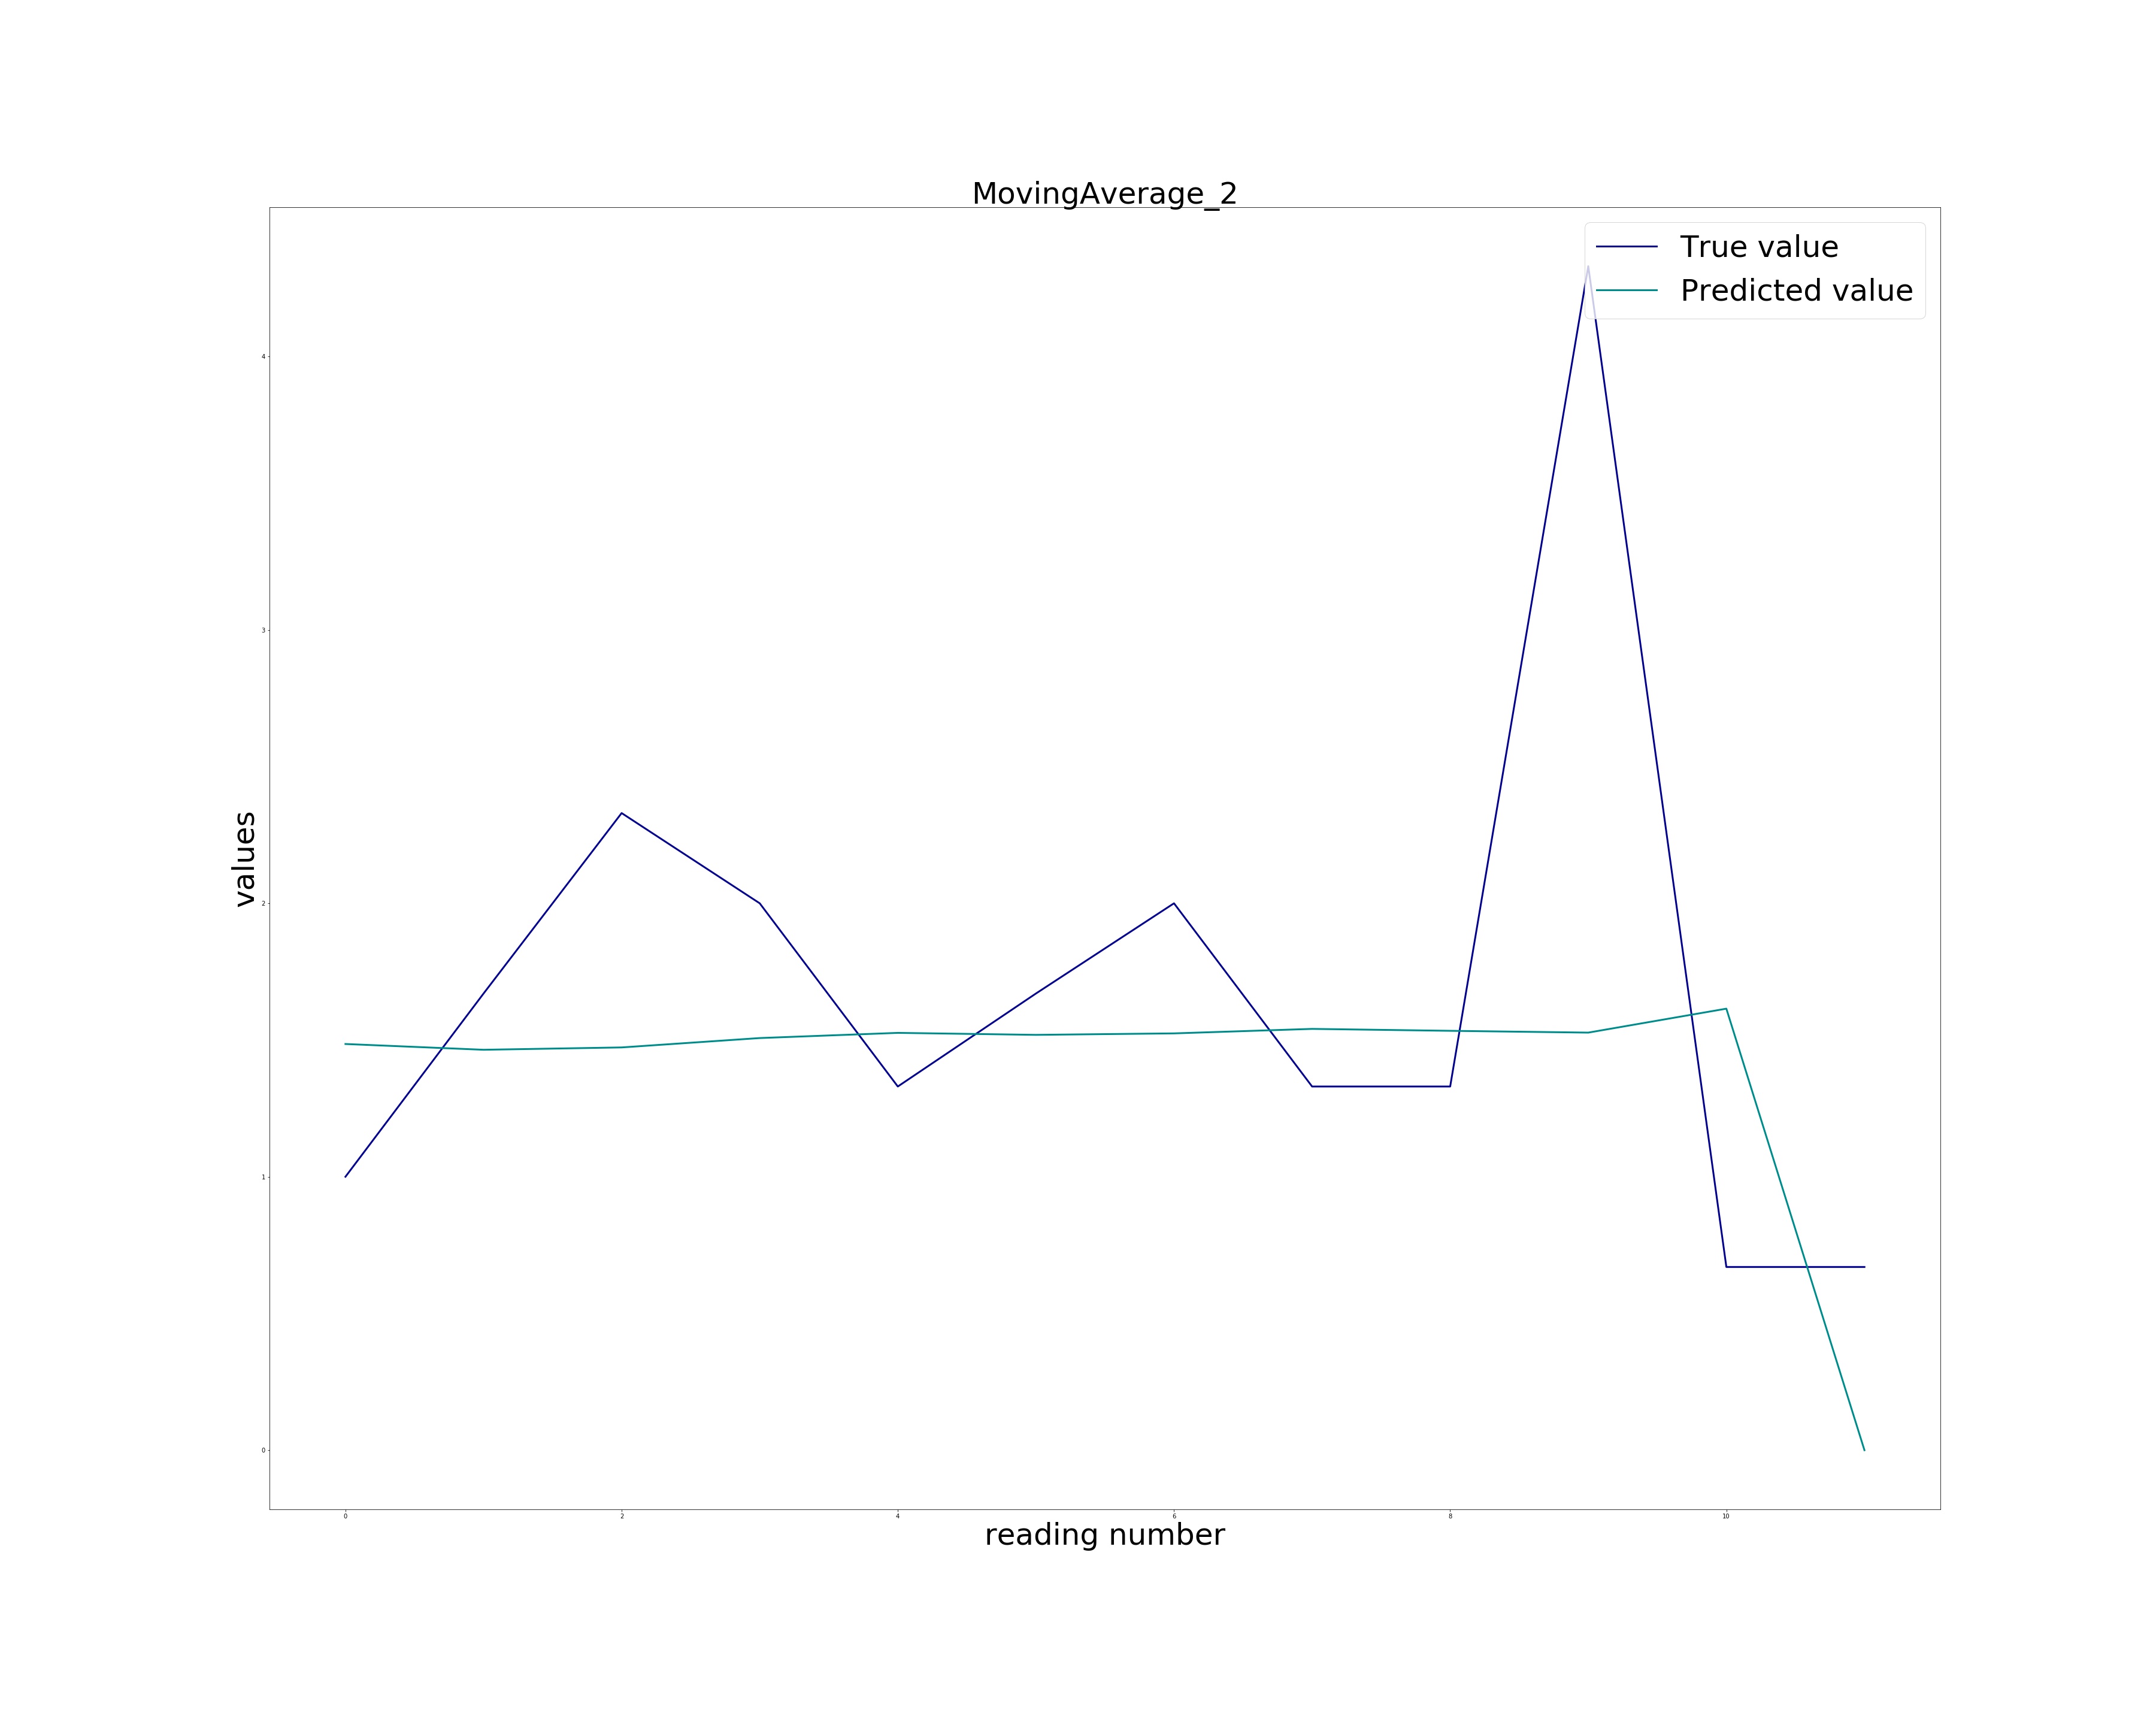 MovingAverage_2
True value
Predicted value
4
3
2
1
0
values
0 2 4 6 8 10
reading number